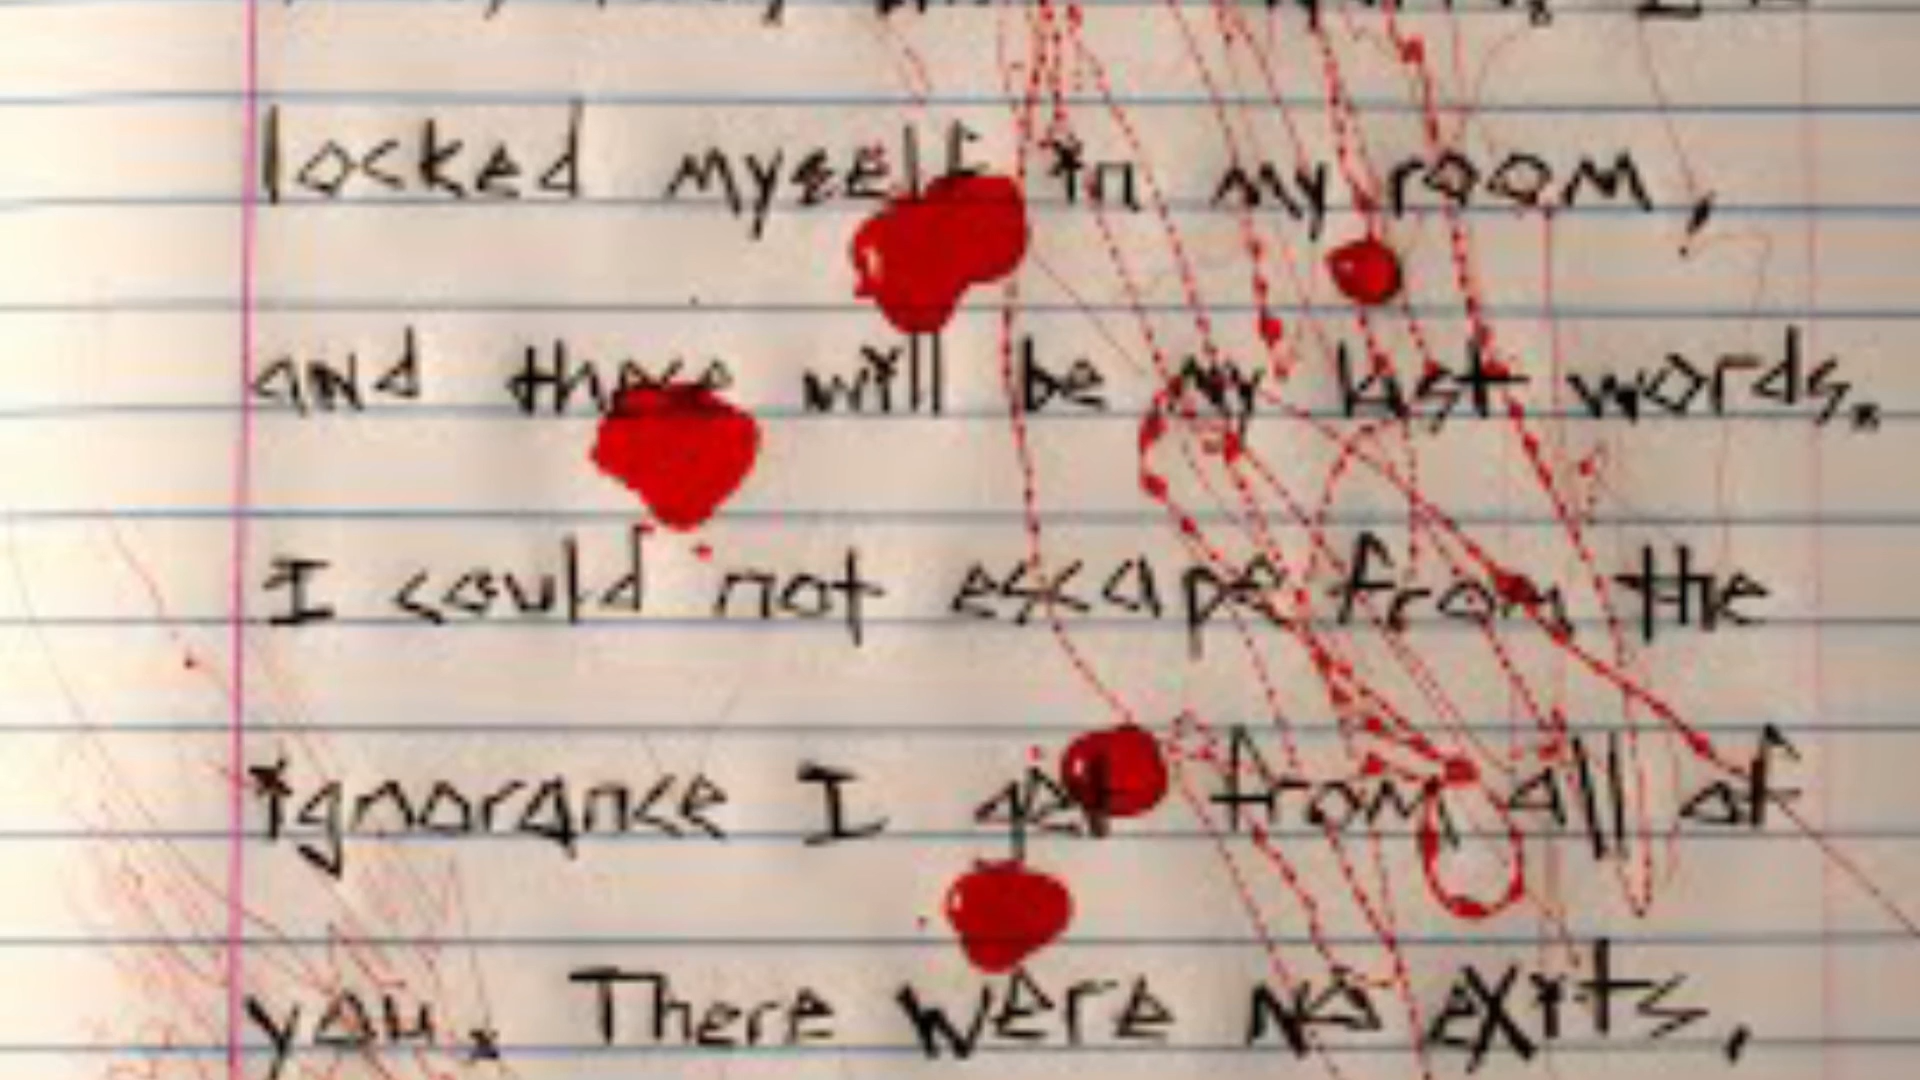 locked myself in my room,
and these will be my last words.
I could not escape from the
ignorance I get from all of
you. There were no exits,